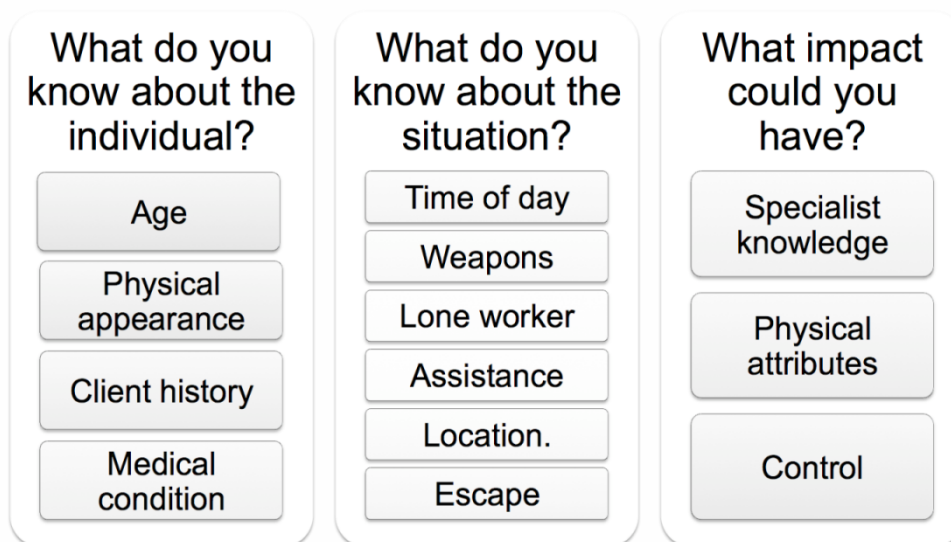 What do you
know about the
individual?
Age
Physical
appearance
Client history
Medical
condition
What do you
know about the
situation?
Time of day
Weapons
Lone worker
Assistance
Location.
Escape
What impact
could you
have?
Specialist
knowledge
Physical
attributes
Control